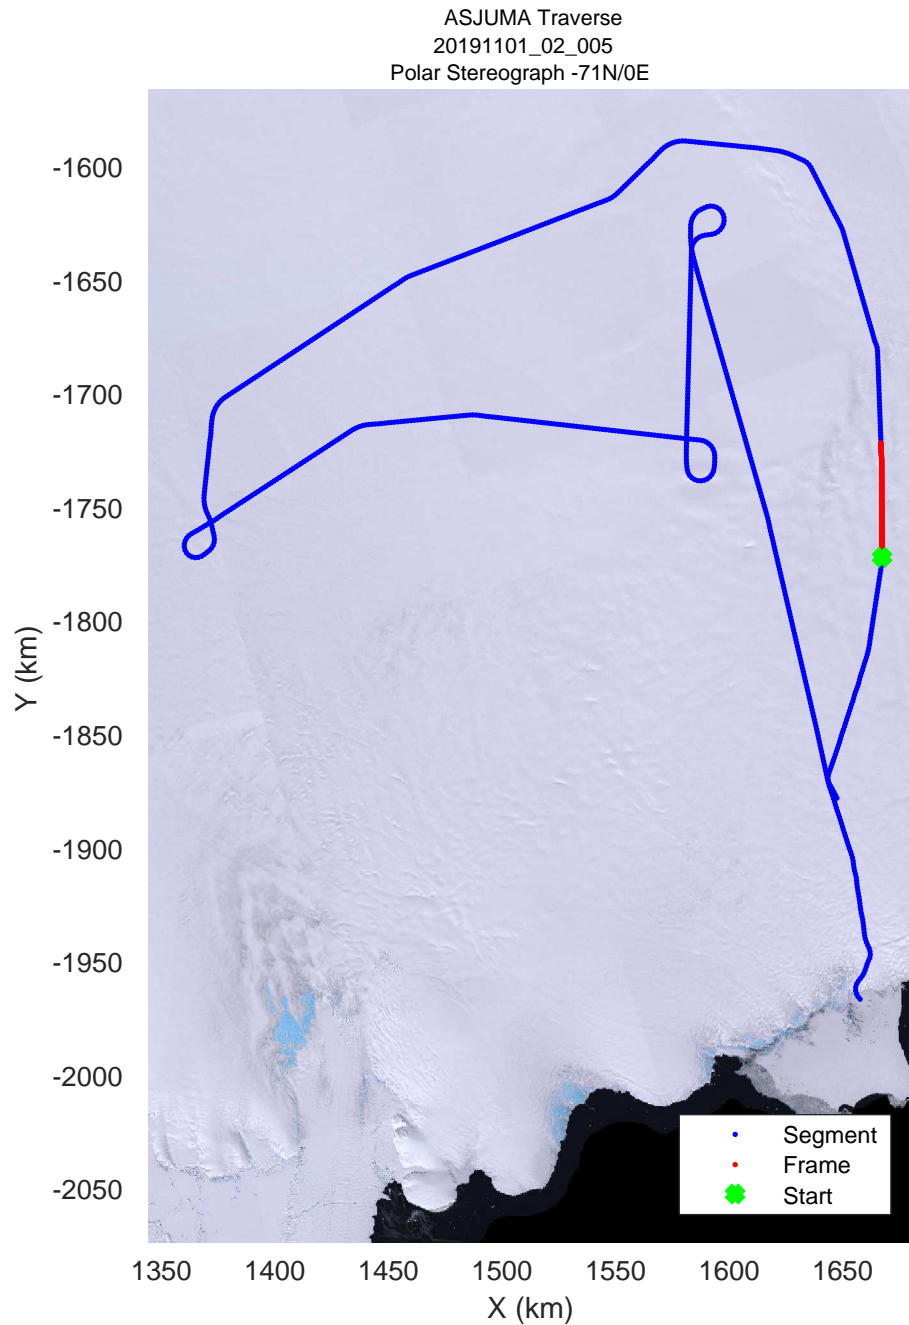 ASJUMA Traverse
20191101_02_005
Polar Stereograph -71N/0E
-1600
-1650
-1700
-1750
-1800
-1850
-1900
-1950
-2000
-2050
Y (km)
Segment
Frame
Start
1350 1400 1450 1500 1550 1600 1650
X (km)